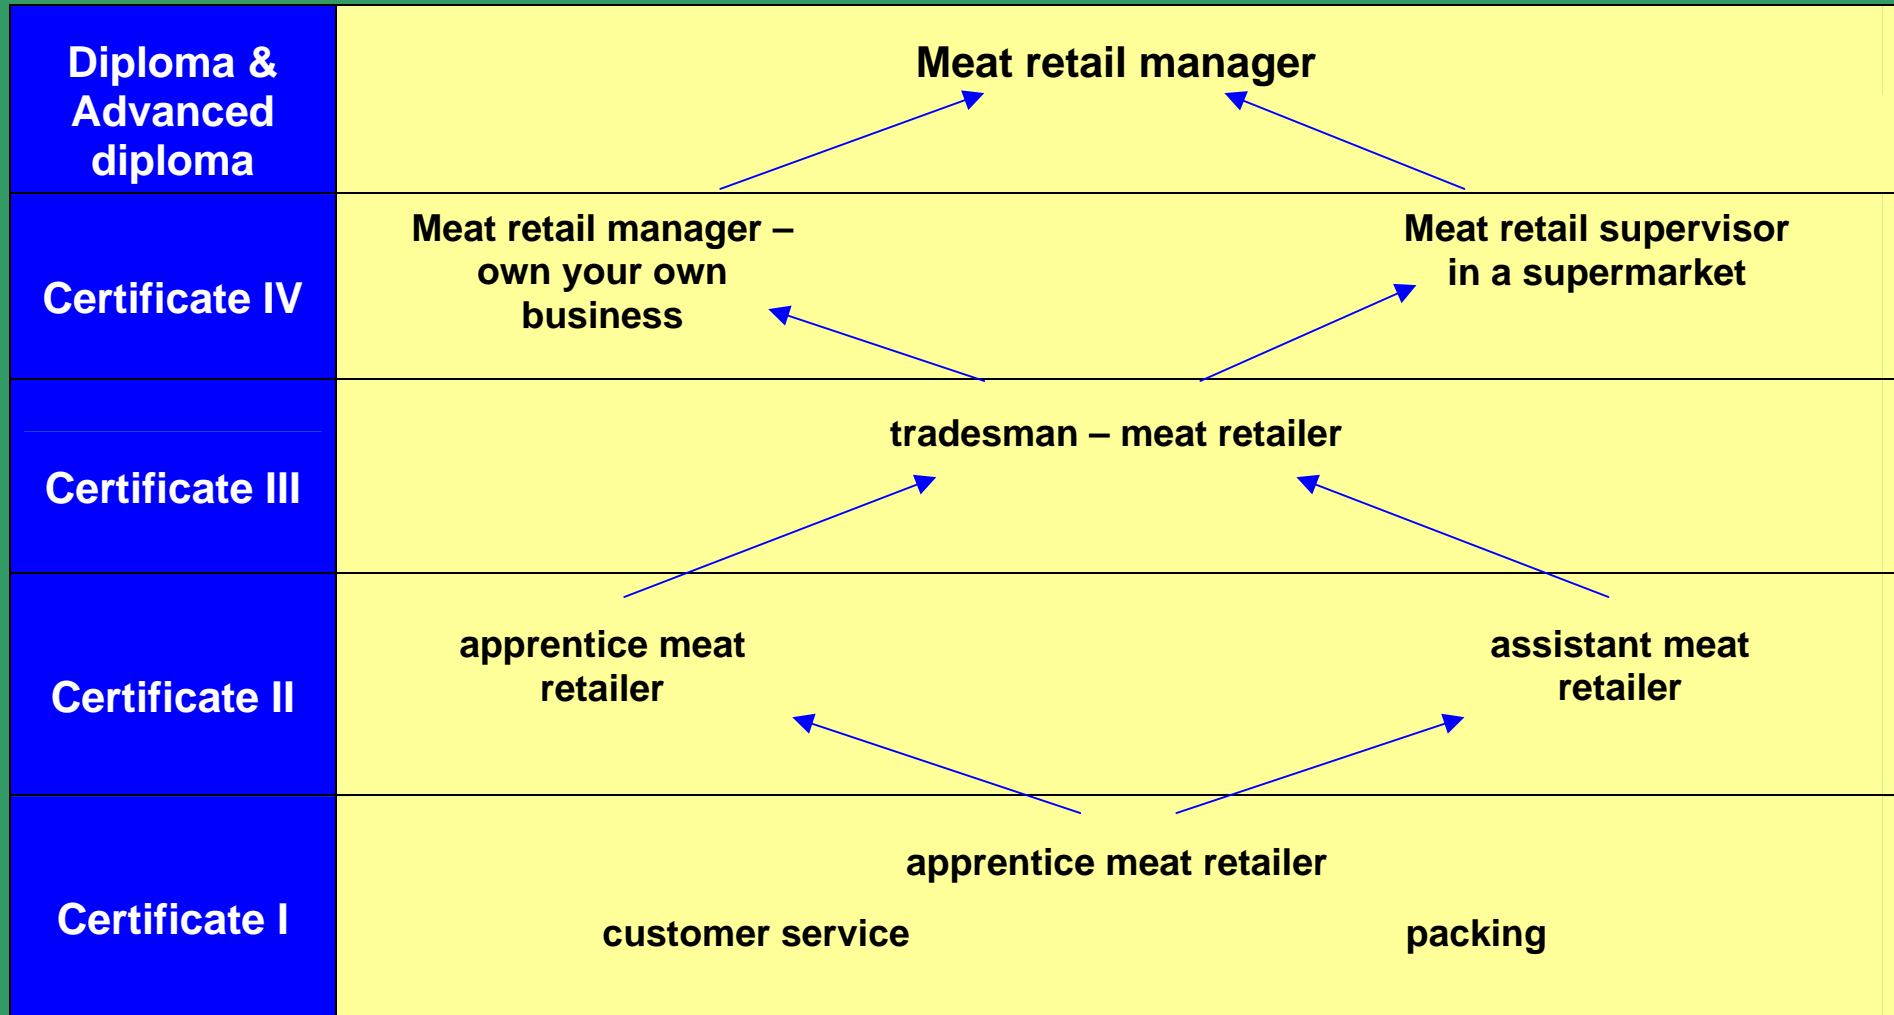 Diploma &
Advanced
diploma
Meat retail manager
Certificate IV
Meat retail manager –
own your own
business
Meat retail supervisor
in a supermarket
Certificate III
tradesman – meat retailer
Certificate II
apprentice meat
retailer
assistant meat
retailer
Certificate I
apprentice meat retailer
customer service
packing